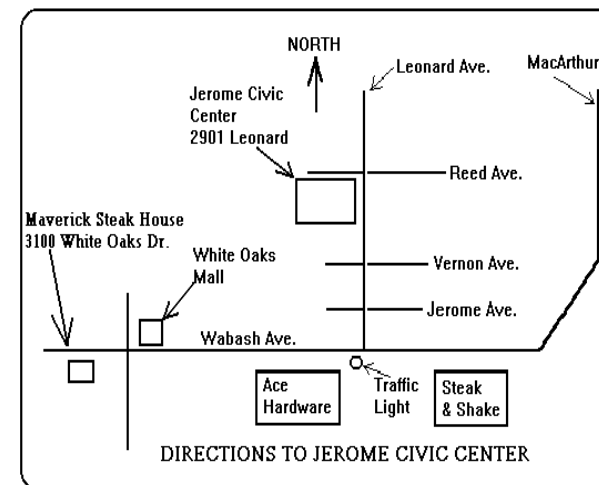 NORTH
Leonard Ave.
MacArthur
Jerome Civic
Center
2901 Leonard
Reed Ave.
Maverick Steak House
3100 White Oaks Dr.
White Oaks
Mall
Vernon Ave.
Jerome Ave.
Wabash Ave.
Ace
Hardware
Traffic
Light
Steak
& Shake
DIRECTIONS TO JEROME CIVIC CENTER